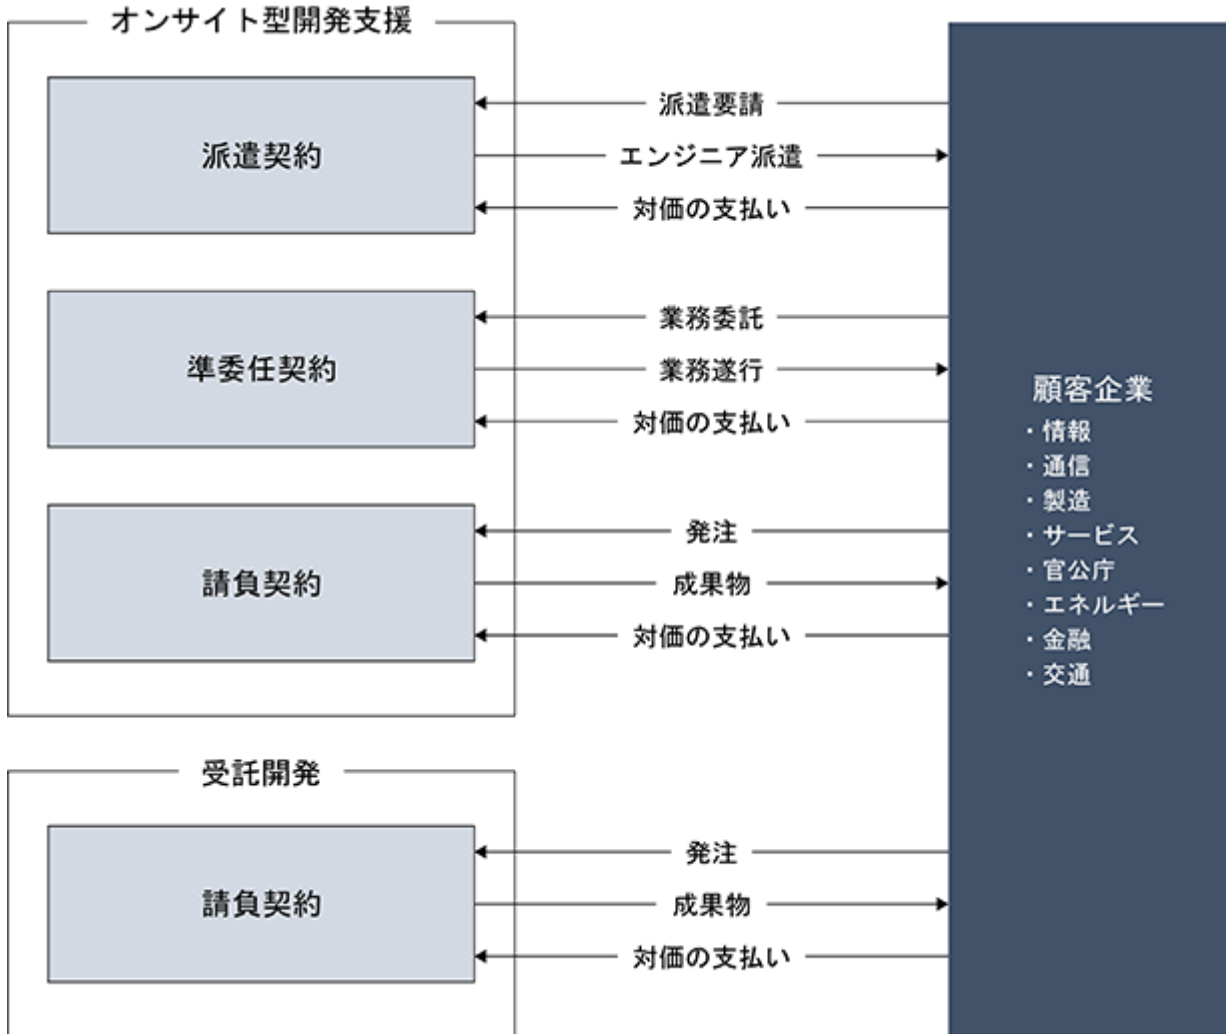 オンサイト型開発支援
派遣契約
派遣要請
エンジニア派遣
対価の支払い
準委任契約
業務委託
業務遂行
対価の支払い
請負契約
発注
成果物
対価の支払い
受託開発
請負契約
発注
成果物
対価の支払い
顧客企業
・情報
・通信
・製造
・サービス
・官公庁
・エネルギー
・金融
・交通